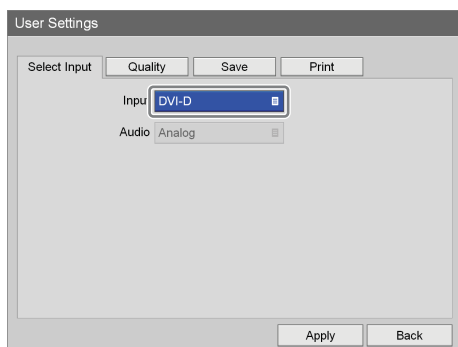 User Settings
Select Input Quality Save Print
Input DVI-D
Audio Analog
Apply Back